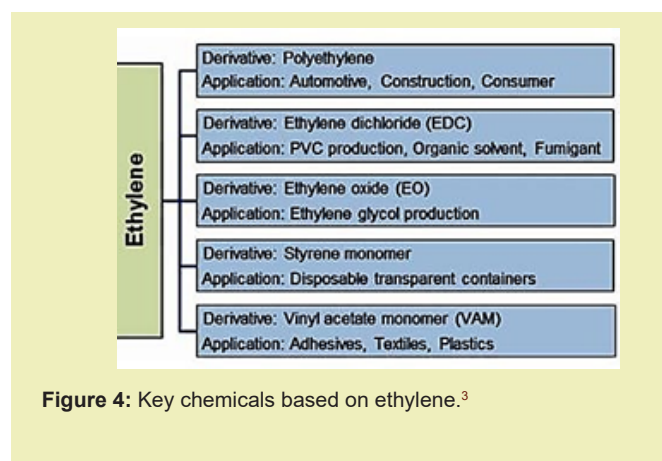 Ethylene
Derivative: Polyethylene
Application: Automotive, Construction, Consumer
Derivative: Ethylene dichloride (EDC)
Application: PVC production, Organic solvent, Fumigant
Derivative: Ethylene oxide (EO)
Application: Ethylene glycol production
Derivative: Styrene monomer
Application: Disposable transparent containers
Derivative: Vinyl acetate monomer (VAM)
Application: Adhesives, Textiles, Plastics
Figure 4: Key chemicals based on ethylene.3